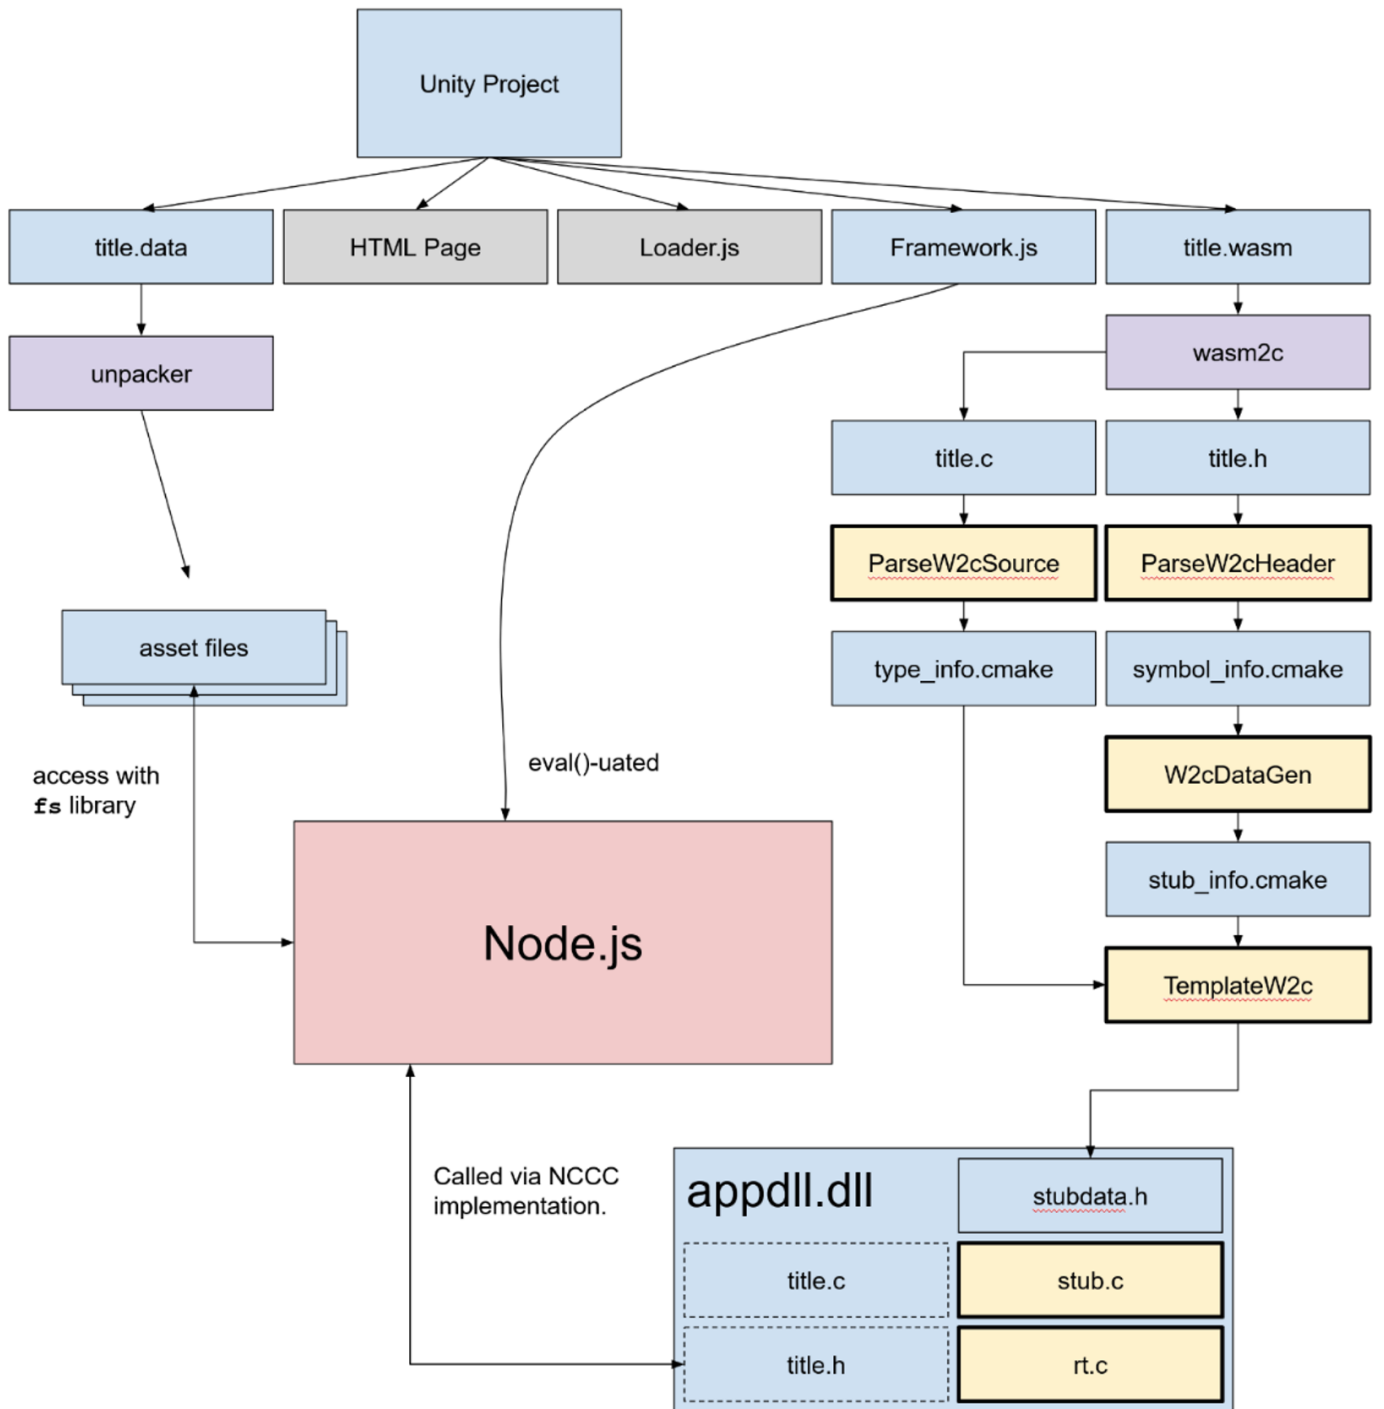 Unity Project
title.data
HTML Page
Loader.js
Framework.js
title.wasm
unpacker
wasm2c
title.c
title.h
ParseW2cSource
ParseW2cHeader
asset files
type_info.cmake
symbol_info.cmake
access with
fs library
eval()-uated
W2cDataGen
stub_info.cmake
Node.js
TemplateW2c
Called via NCCC
implementation.
appdll.dll
stubdata.h
title.c
stub.c
title.h
rt.c